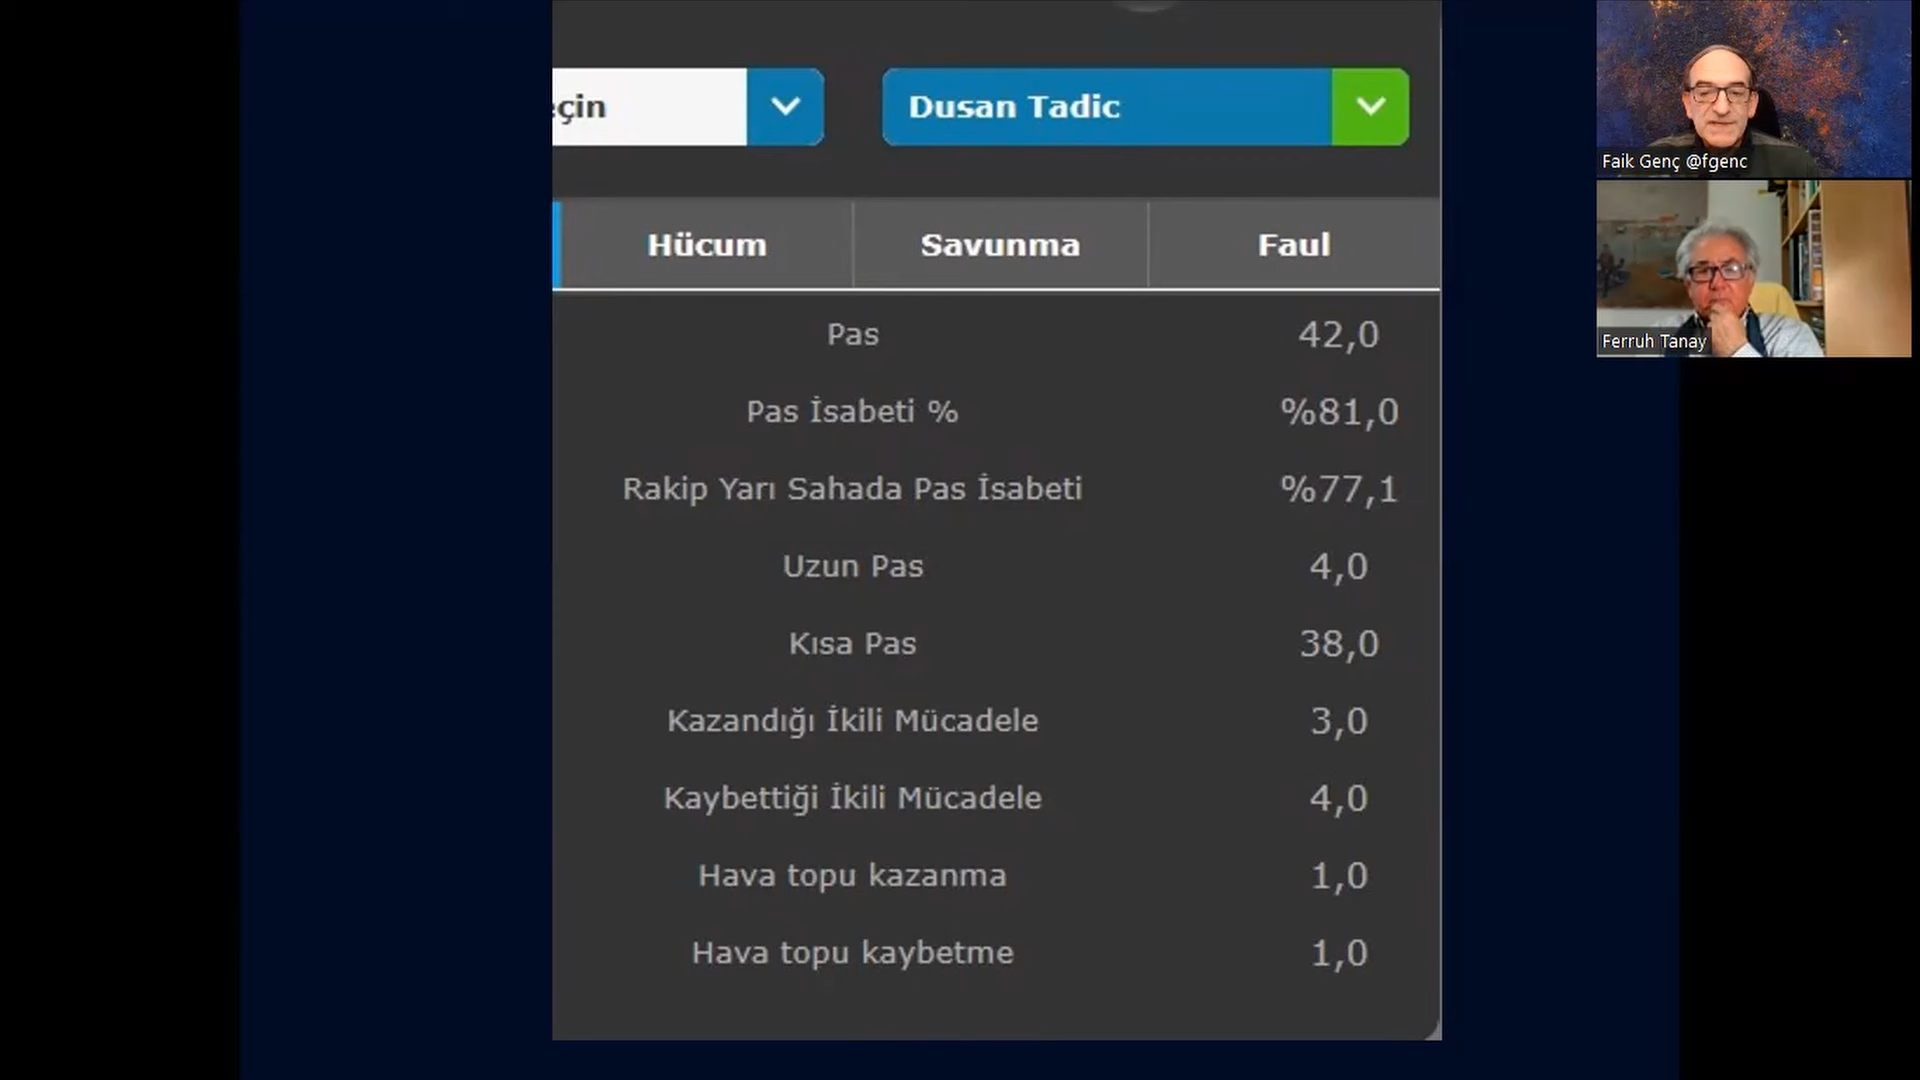 eçin
Dusan Tadic
Hücum Savunma Faul
Pas 42,0
Pas İsabeti % %81,0
Rakip Yarı Sahada Pas İsabeti %77,1
Uzun Pas 4,0
Kısa Pas 38,0
Kazandığı İkili Mücadele 3,0
Kaybettiği İkili Mücadele 4,0
Hava topu kazanma 1,0
Hava topu kaybetme 1,0
Faik Genç @fgenc
Ferruh Tanay